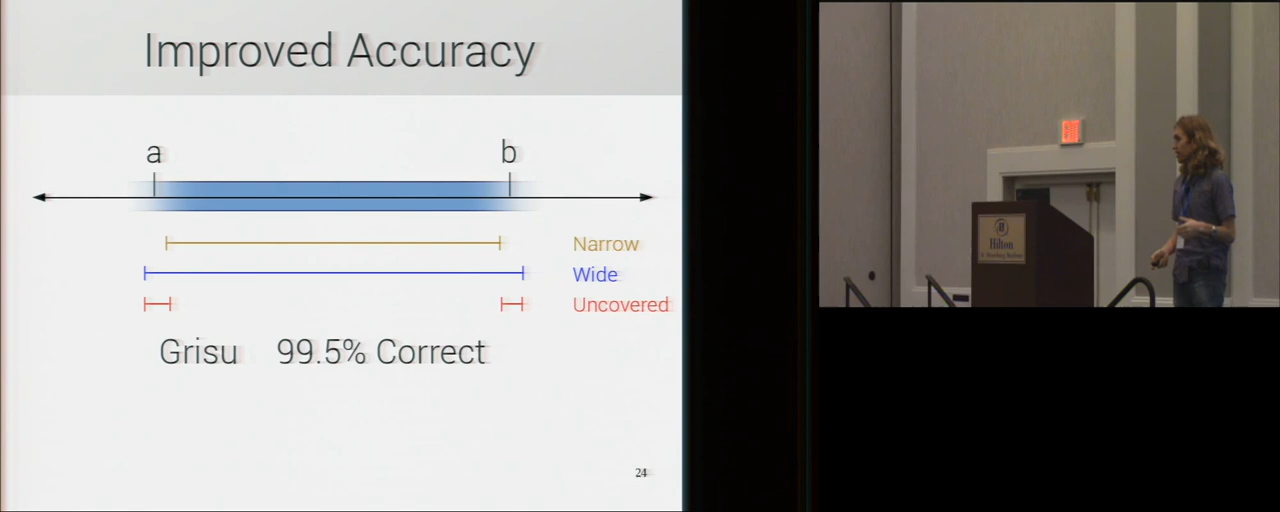 Improved Accuracy
a
b
Narrow
Wide
Uncovered
Grisu 99.5% Correct
24
Hilton